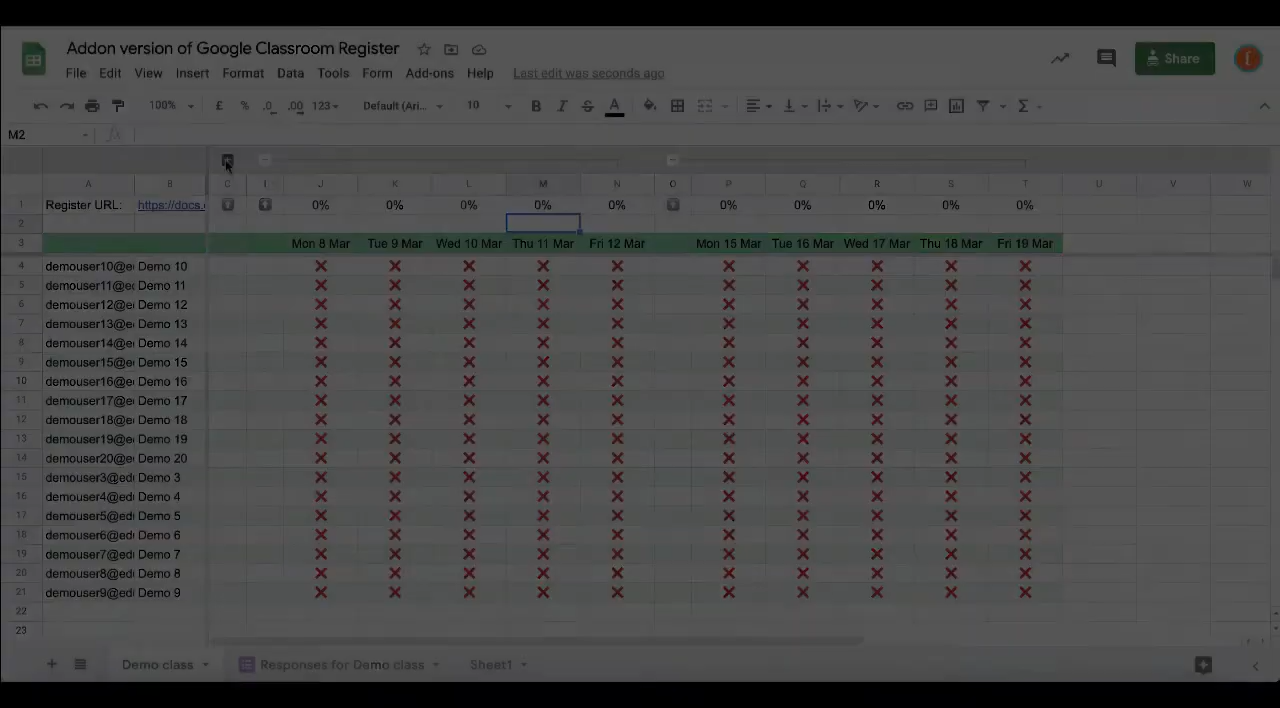 Addon version of Google Classroom Register
File Edit View Insert Format Data Tools Form Add-ons Help Last edit was seconds ago
Share
100% £ % .0 .00 123 Default (Ari... 10 B I S A Σ
M2 fx
A B C I J K L M N O P Q R S T U V W
1 Register URL: https://docs. 0% 0% 0% 0% 0% 0% 0% 0% 0% 0%
2
3 Mon 8 Mar Tue 9 Mar Wed 10 Mar Thu 11 Mar Fri 12 Mar Mon 15 Mar Tue 16 Mar Wed 17 Mar Thu 18 Mar Fri 19 Mar
4 demouser10@e Demo 10
5 demouser11@e Demo 11
6 demouser12@e Demo 12
7 demouser13@e Demo 13
8 demouser14@e Demo 14
9 demouser15@e Demo 15
10 demouser16@e Demo 16
11 demouser17@e Demo 17
12 demouser18@e Demo 18
13 demouser19@e Demo 19
14 demouser20@e Demo 20
15 demouser3@ed Demo 3
16 demouser4@ed Demo 4
17 demouser5@ed Demo 5
18 demouser6@ed Demo 6
19 demouser7@ed Demo 7
20 demouser8@ed Demo 8
21 demouser9@ed Demo 9
22
23
Demo class Responses for Demo class Sheet1